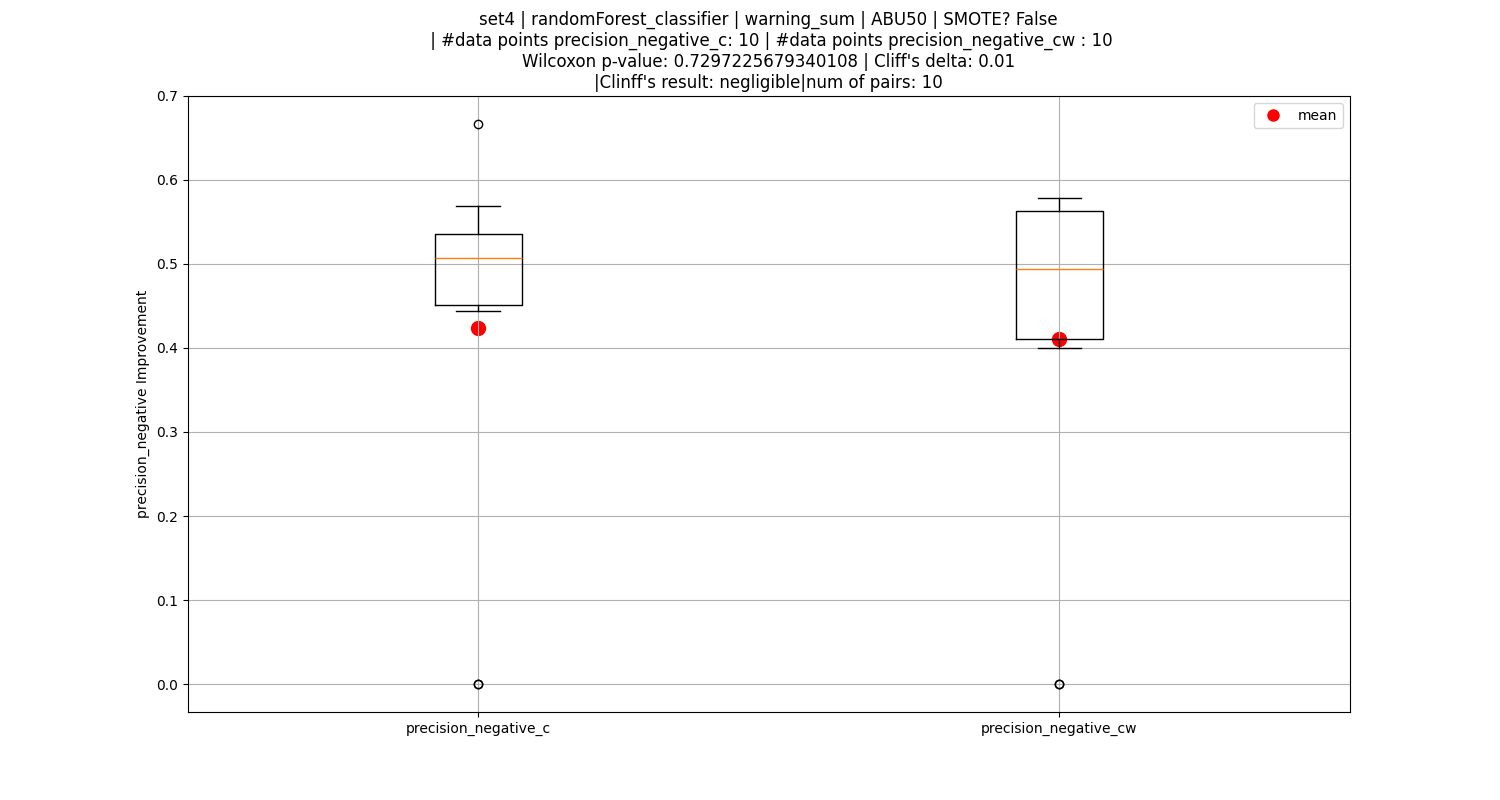 set4 | randomForest_classifier | warning_sum | ABU50 | SMOTE? False
| #data points precision_negative_c: 10 | #data points precision_negative_cw : 10
Wilcoxon p-value: 0.7297225679340108 | Cliff's delta: 0.01
|Clinff's result: negligible|num of pairs: 10
mean
0.7
0.6
0.5
0.4
0.3
0.2
0.1
0.0
precision_negative Improvement
precision_negative_c
precision_negative_cw